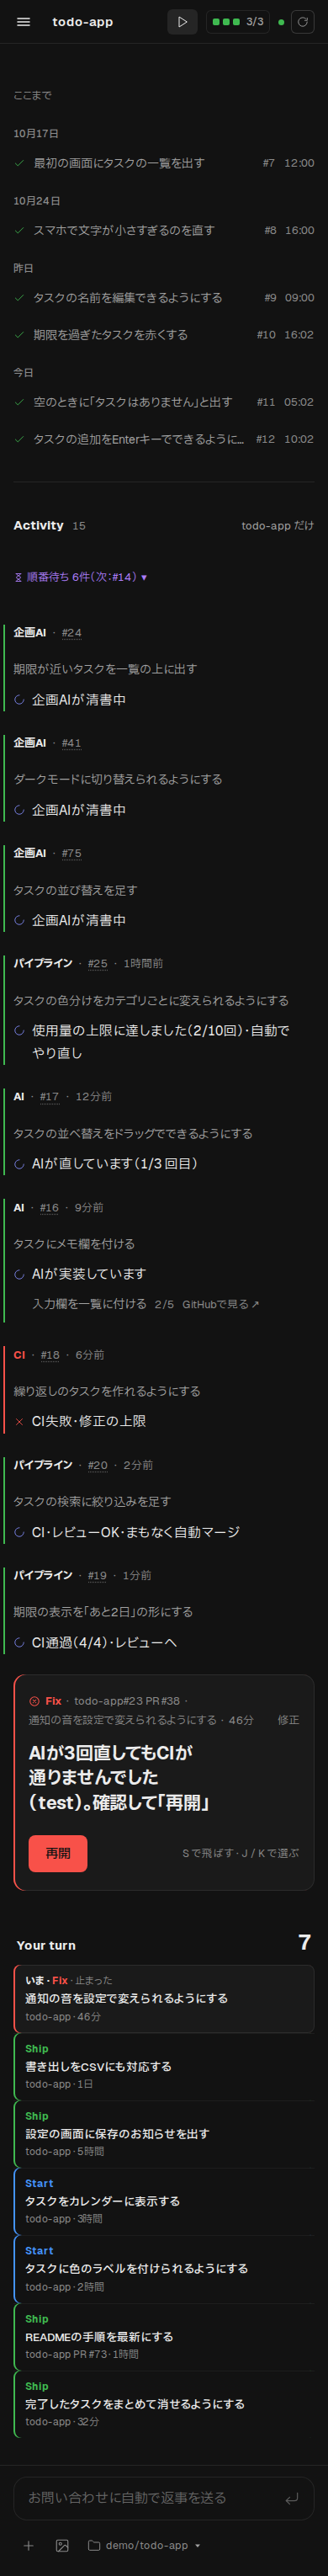 todo-app 3/3
ここまで
10月17日
最初の画面にタスクの一覧を出す #7 12:00
10月24日
スマホで文字が小さすぎるのを直す #8 16:00
昨日
タスクの名前を編集できるようにする #9 09:00
期限を過ぎたタスクを赤くする #10 16:02
今日
空のときに「タスクはありません」と出す #11 05:02
タスクの追加をEnterキーでできるように… #12 10:02
Activity 15 todo-app だけ
順番待ち 6件(次:#14) ▾
企画AI · #24
期限が近いタスクを一覧の上に出す
企画AIが清書中
企画AI · #41
ダークモードに切り替えられるようにする
企画AIが清書中
企画AI · #75
タスクの並び替えを足す
企画AIが清書中
パイプライン · #25 · 1時間前
タスクの色分けをカテゴリごとに変えられるようにする
使用量の上限に達しました(2/10回)・自動で
やり直し
AI · #17 · 12分前
タスクの並べ替えをドラッグでできるようにする
AIが直しています(1/3回目)
AI · #16 · 9分前
タスクにメモ欄を付ける
AIが実装しています
入力欄を一覧に付ける 2/5 GitHubで見る↗
CI · #18 · 6分前
繰り返しのタスクを作れるようにする
CI失敗・修正の上限
パイプライン · #20 · 2分前
タスクの検索に絞り込みを足す
CI・レビューOK・まもなく自動マージ
パイプライン · #19 · 1分前
期限の表示を「あと2日」の形にする
CI通過(4/4)・レビューへ
Fix · todo-app#23 PR#38 ·
通知の音を設定で変えられるようにする · 46分 修正
AIが3回直してもCIが
通りませんでした
(test)。確認して「再開」
再開 Sで飛ばす · J / Kで選ぶ
Your turn 7
いま · Fix · 止まった
通知の音を設定で変えられるようにする
todo-app · 46分
Ship
書き出しをCSVにも対応する
todo-app · 1日
Ship
設定の画面に保存のお知らせを出す
todo-app · 5時間
Start
タスクをカレンダーに表示する
todo-app · 3時間
Start
タスクに色のラベルを付けられるようにする
todo-app · 2時間
Ship
READMEの手順を最新にする
todo-app PR #73 · 1時間
Ship
完了したタスクをまとめて消せるようにする
todo-app · 32分
お問い合わせに自動で返事を送る
demo/todo-app ▾